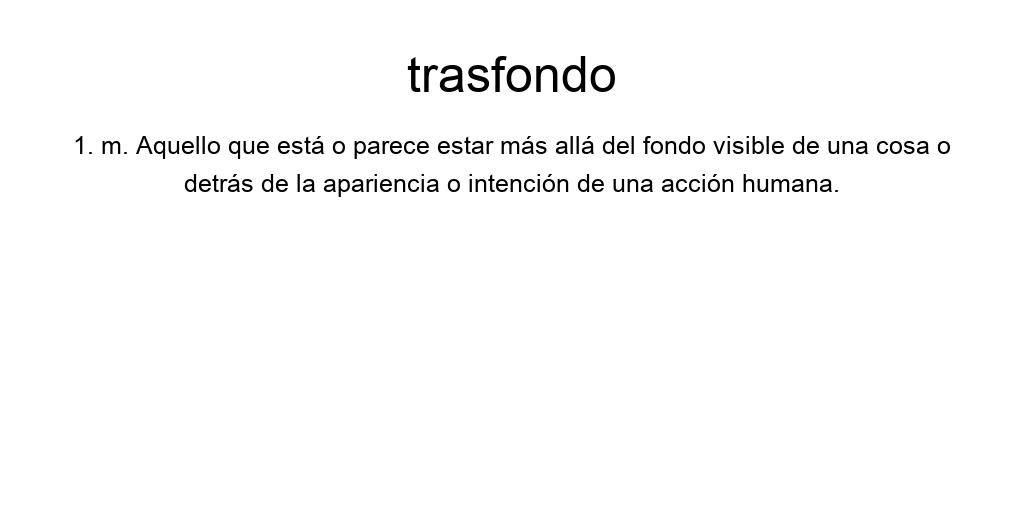 trasfondo
1. m. Aquello que está o parece estar más allá del fondo visible de una cosa o
detrás de la apariencia o intención de una acción humana.